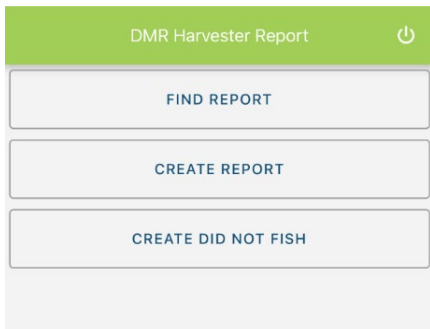 DMR Harvester Report
FIND REPORT
CREATE REPORT
CREATE DID NOT FISH